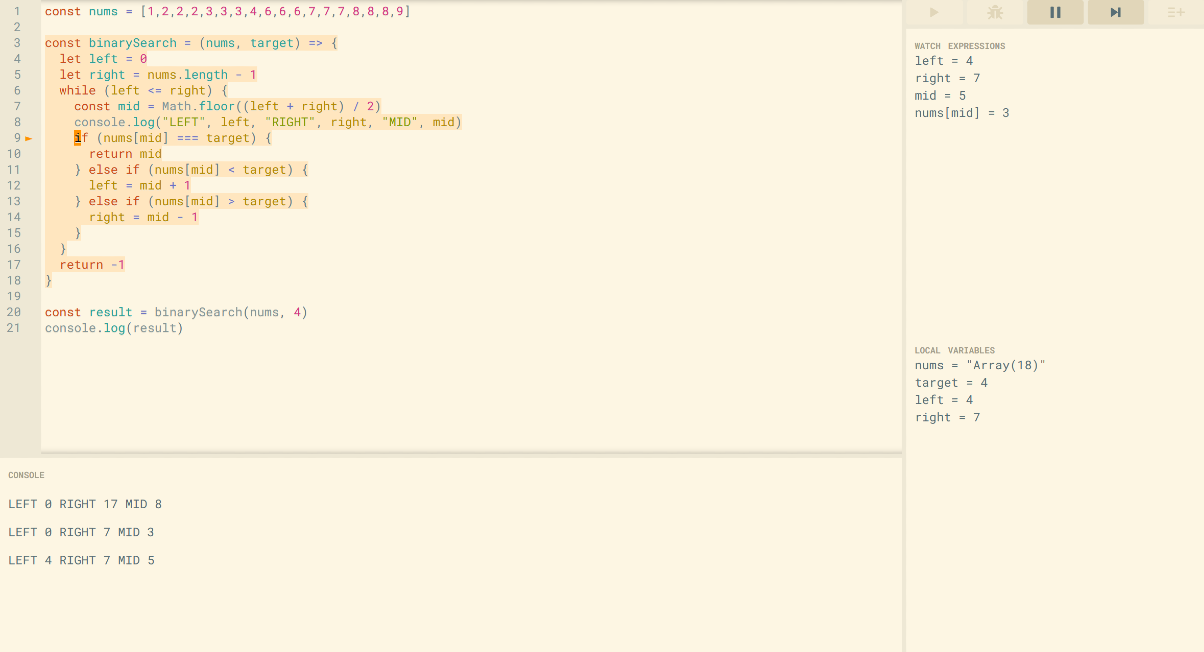 1 const nums = [1,2,2,2,3,3,3,4,6,6,6,7,7,7,8,8,8,9]
2
3 const binarySearch = (nums, target) => {
4 let left = 0
5 let right = nums.length - 1
6 while (left <= right) {
7 const mid = Math.floor((left + right) / 2)
8 console.log("LEFT", left, "RIGHT", right, "MID", mid)
9 if (nums[mid] === target) {
10 return mid
11 } else if (nums[mid] < target) {
12 left = mid + 1
13 } else if (nums[mid] > target) {
14 right = mid - 1
15 }
16 }
17 return -1
18 }
19
20 const result = binarySearch(nums, 4)
21 console.log(result)
CONSOLE
LEFT 0 RIGHT 17 MID 8
LEFT 0 RIGHT 7 MID 3
LEFT 4 RIGHT 7 MID 5
WATCH EXPRESSIONS
left = 4
right = 7
mid = 5
nums[mid] = 3
LOCAL VARIABLES
nums = "Array(18)"
target = 4
left = 4
right = 7